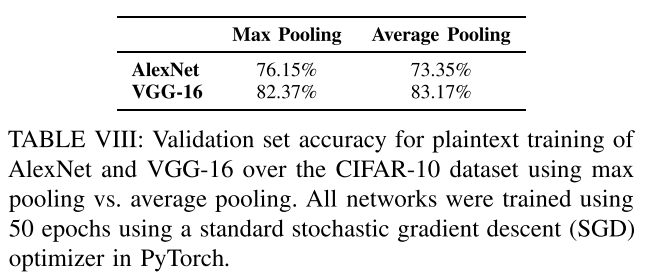 Max Pooling Average Pooling
AlexNet 76.15% 73.35%
VGG-16 82.37% 83.17%
TABLE VIII: Validation set accuracy for plaintext training of
AlexNet and VGG-16 over the CIFAR-10 dataset using max
pooling vs. average pooling. All networks were trained using
50 epochs using a standard stochastic gradient descent (SGD)
optimizer in PyTorch.